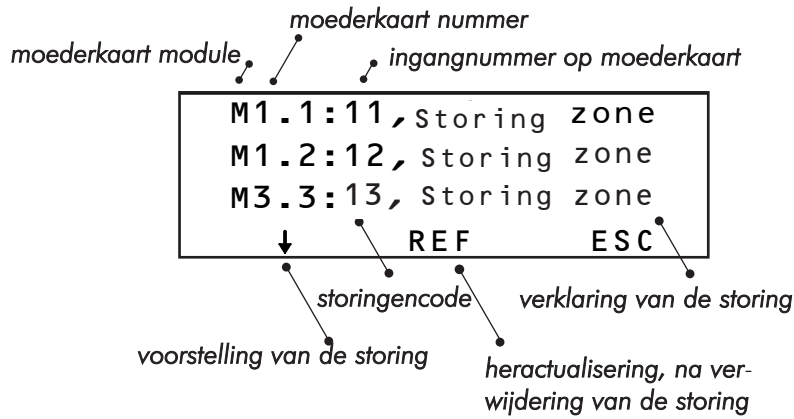 moederkaart nummer
moederkaart module
ingangnummer op moederkaart
M1.1:11, Storing zone
M1.2:12, Storing zone
M3.3:13, Storing zone
↓ REF ESC
storingencode
verklaring van de storing
voorstelling van de storing
heractualisering, na ver-
wijdering van de storing